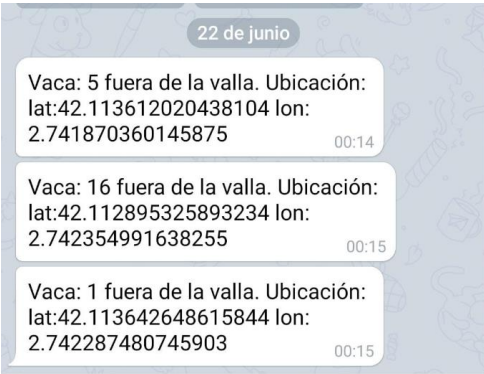 22 de junio
Vaca: 5 fuera de la valla. Ubicación:
lat:42.113612020438104 lon:
2.741870360145875
00:14
Vaca: 16 fuera de la valla. Ubicación:
lat:42.112895325893234 lon:
2.742354991638255
00:15
Vaca: 1 fuera de la valla. Ubicación:
lat:42.113642648615844 lon:
2.742287480745903
00:15